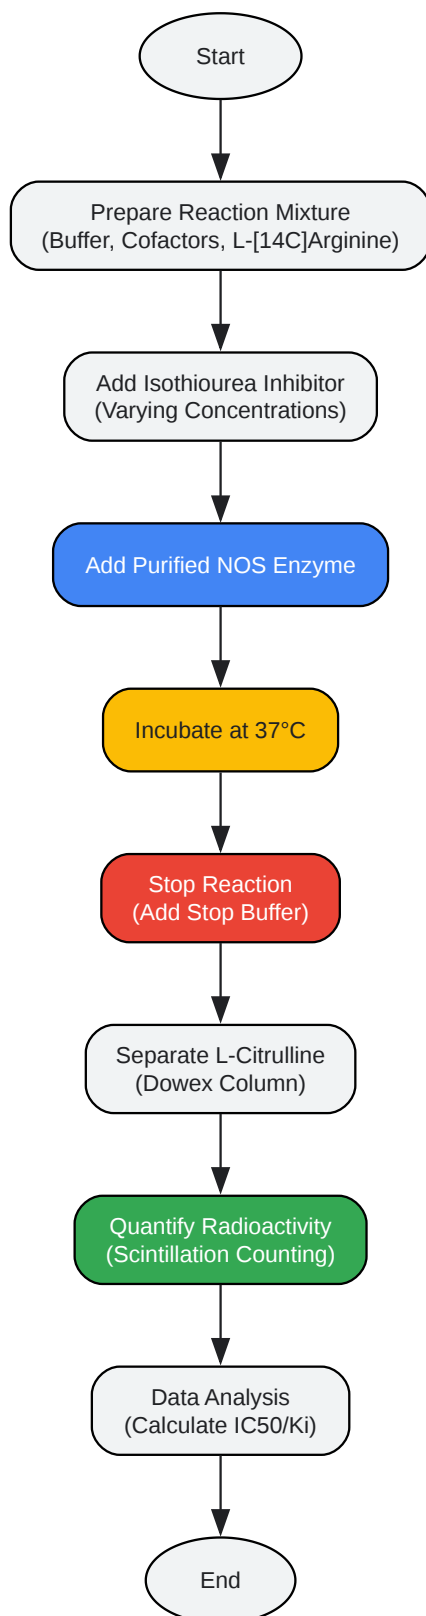 Start
Prepare Reaction Mixture
(Buffer, Cofactors, L-[14C]Arginine)
Add Isothiourea Inhibitor
(Varying Concentrations)
Add Purified NOS Enzyme
Incubate at 37°C
Stop Reaction
(Add Stop Buffer)
Separate L-Citrulline
(Dowex Column)
Quantify Radioactivity
(Scintillation Counting)
Data Analysis
(Calculate IC50/Ki)
End